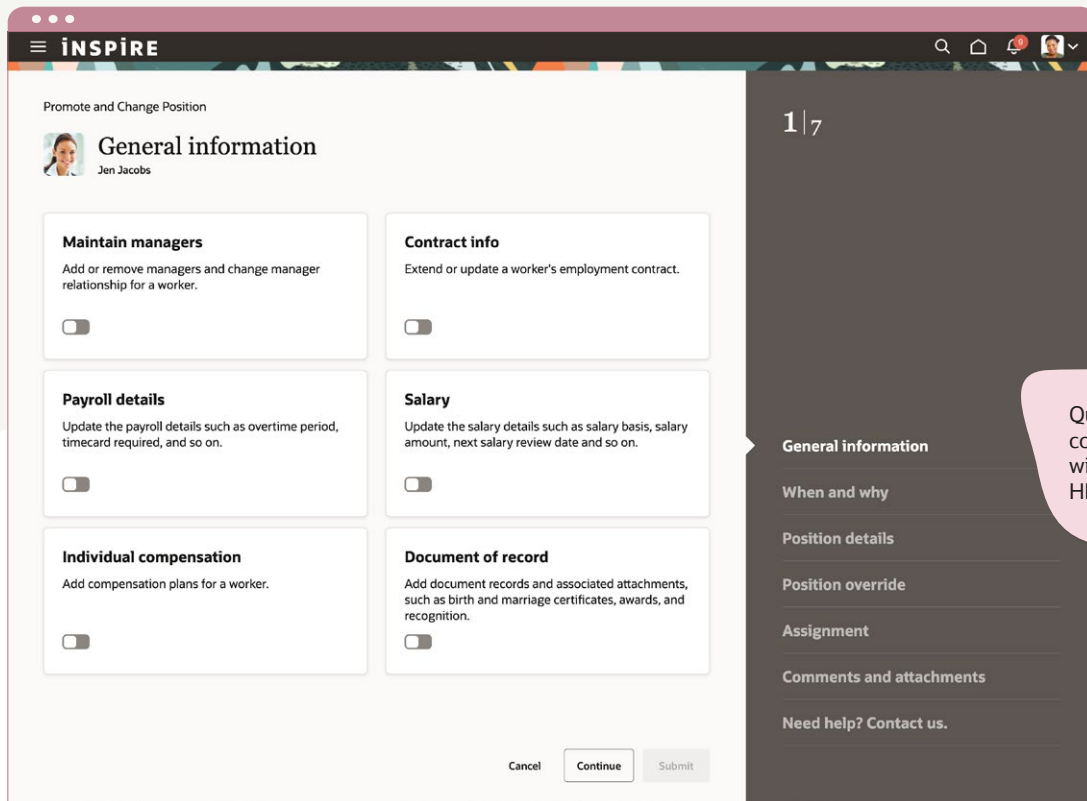 iNSPiRE
9
Promote and Change Position
General information
Jen Jacobs
Maintain managers
Add or remove managers and change manager
relationship for a worker.
Contract info
Extend or update a worker's employment contract.
Payroll details
Update the payroll details such as overtime period,
timecard required, and so on.
Salary
Update the salary details such as salary basis, salary
amount, next salary review date and so on.
Individual compensation
Add compensation plans for a worker.
Document of record
Add document records and associated attachments,
such as birth and marriage certificates, awards, and
recognition.
Cancel
Continue
Submit
1|7
General information
When and why
Position details
Position override
Assignment
Comments and attachments
Need help? Contact us.